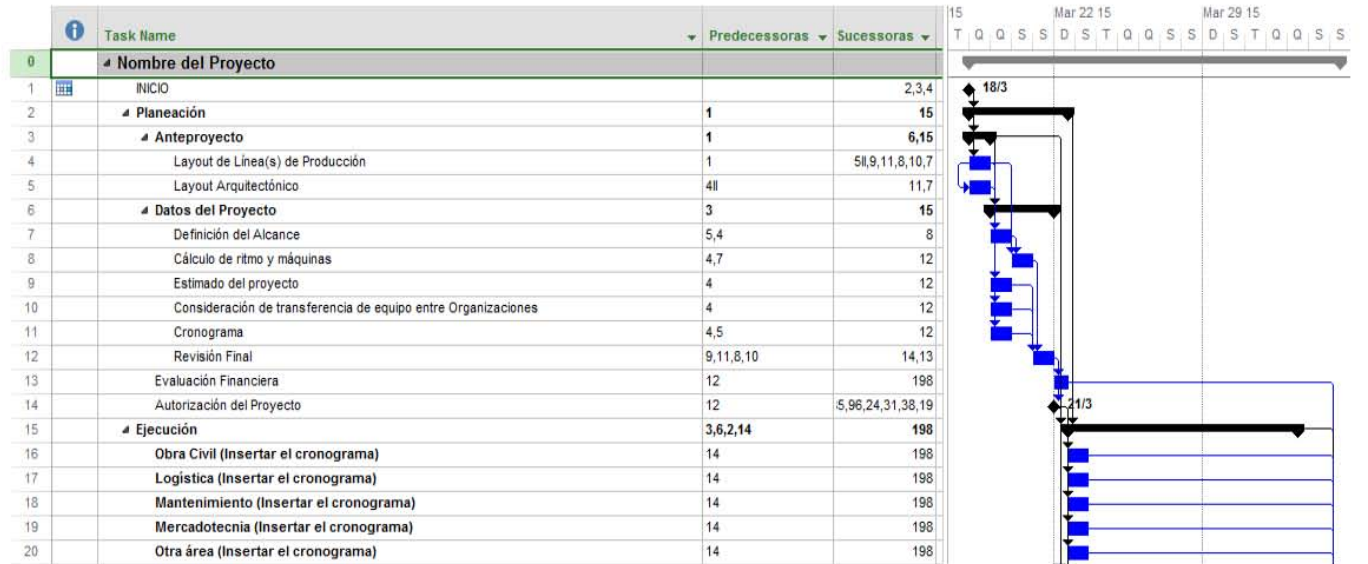 15 Mar 22 15 Mar 29 15
Task Name Predecessoras Sucessoras T Q Q S S D S T Q Q S S D S T Q Q S S
0 Nombre del Proyecto
1 INICIO 2,3,4 18/3
2 Planeación 1 15
3 Anteproyecto 1 6,15
4 Layout de Línea(s) de Producción 1 5II,9,11,8,10,7
5 Layout Arquitectónico 4II 11,7
6 Datos del Proyecto 3 15
7 Definición del Alcance 5,4 8
8 Cálculo de ritmo y máquinas 4,7 12
9 Estimado del proyecto 4 12
10 Consideración de transferencia de equipo entre Organizaciones 4 12
11 Cronograma 4,5 12
12 Revisión Final 9,11,8,10 14,13
13 Evaluación Financiera 12 198
14 Autorización del Proyecto 12 5,96,24,31,38,19 21/3
15 Ejecución 3,6,2,14 198
16 Obra Civil (Insertar el cronograma) 14 198
17 Logística (Insertar el cronograma) 14 198
18 Mantenimiento (Insertar el cronograma) 14 198
19 Mercadotecnia (Insertar el cronograma) 14 198
20 Otra área (Insertar el cronograma) 14 198